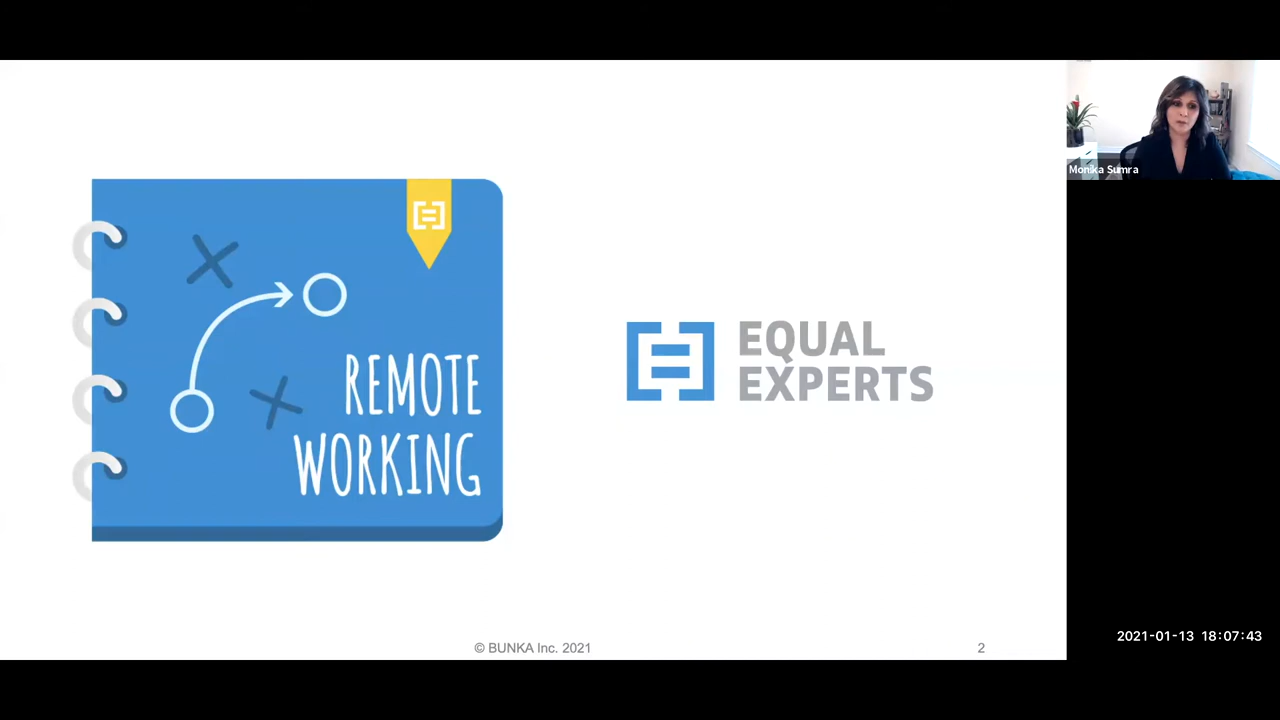 REMOTE
WORKING
EQUAL
EXPERTS
© BUNKA Inc. 2021
2
Monika Sumra
2021-01-13 18:07:43